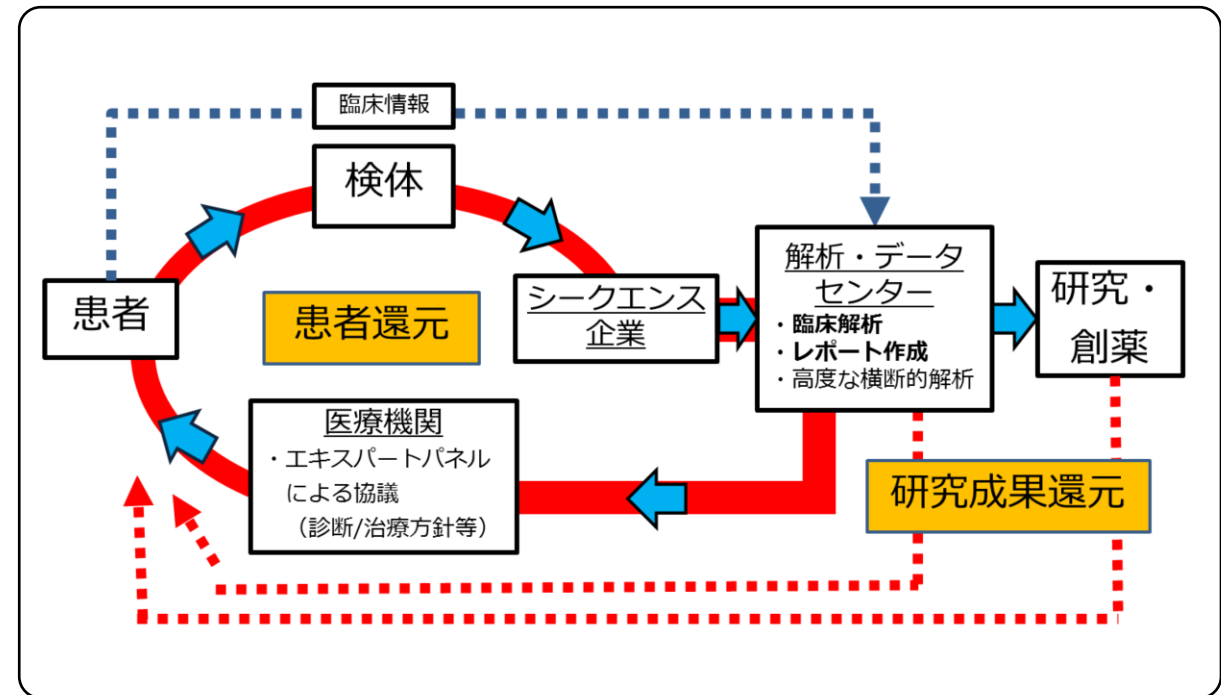 臨床情報
検体
患者
患者還元
シークエンス
企業
解析・データ
センター
・臨床解析
・レポート作成
・高度な横断的解析
研究・
創薬
医療機関
・エキスパートパネル
による協議
（診断/治療方針等）
研究成果還元